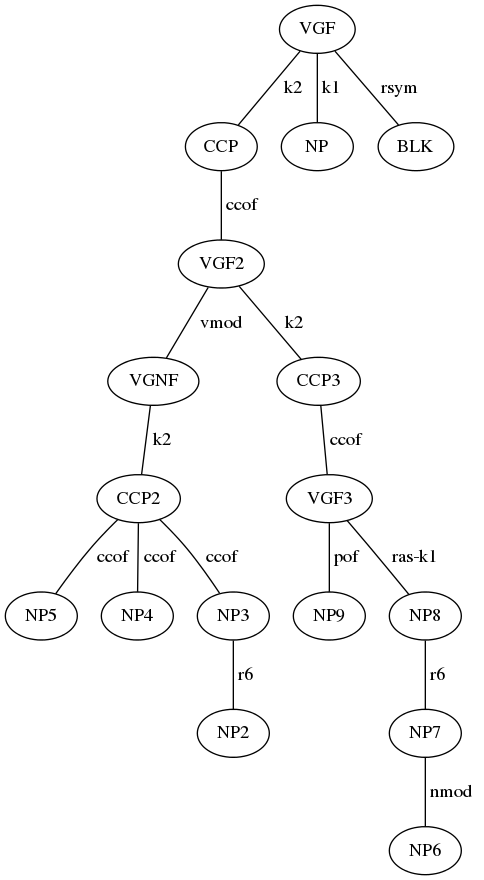 VGF
k2 k1 rsym
CCP NP BLK
ccof
VGF2
vmod k2
VGNF CCP3
k2 ccof
CCP2 VGF3
ccof ccof ccof pof ras-k1
NP5 NP4 NP3 NP9 NP8
r6 r6
NP2 NP7
nmod
NP6